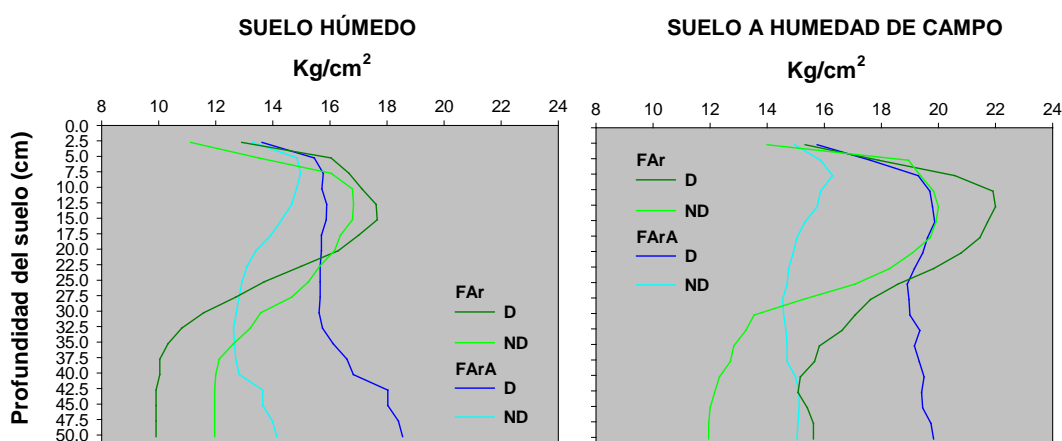 SUELO HÚMEDO
Kg/cm2
8 10 12 14 16 18 20 22 24
Profundidad del suelo (cm)
0.0
2.5
5.0
7.5
10.0
12.5
15.0
17.5
20.0
22.5
25.0
27.5
30.0
32.5
35.0
37.5
40.0
42.5
45.0
47.5
50.0
FAr
D
ND
FArA
D
ND
SUELO A HUMEDAD DE CAMPO
Kg/cm2
8 10 12 14 16 18 20 22 24
FAr
D
ND
FArA
D
ND